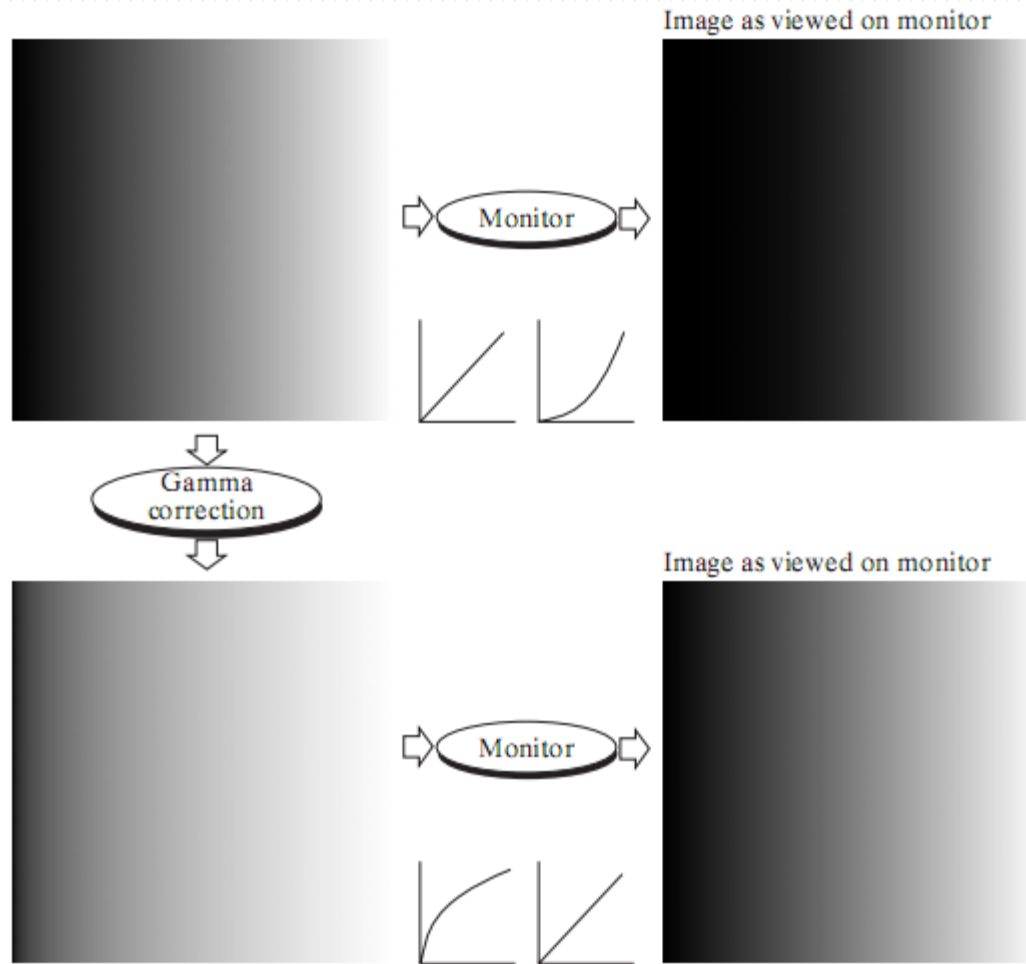 Image as viewed on monitor
Monitor
Gamma
correction
Image as viewed on monitor
Monitor